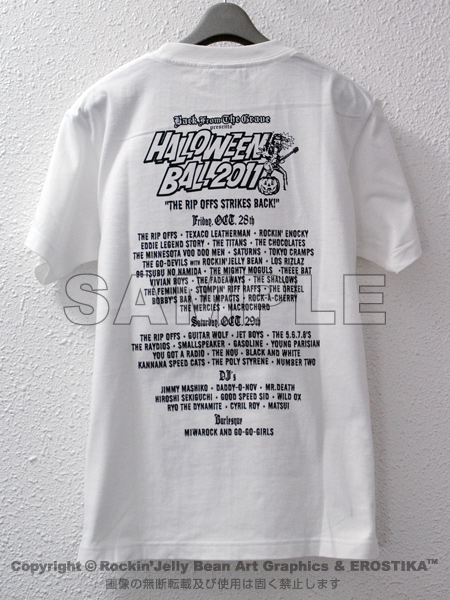 Back From The Grave
presents
HALLOWEEN
BALL 2011
"THE RIP OFFS STRIKES BACK!"
Friday, OCT. 28th
THE RIP OFFS • TEXACO LEATHERMAN • ROCKIN' ENOCKY
EDDIE LEGEND STORY • THE TITANS • THE CHOCOLATES
THE MINNESOTA VOO DOO MEN • SATURNS • TOKYO CRAMPS
THE GO-DEVILS WITH ROCKIN'JELLY BEAN • LOS RIZLAZ
96 TSUBU NO NAMIDA • THE MIGHTY MOGULS • THEEE BAT
VIVIAN BOYS • THE FADEAWAYS • THE SHALLOWS
THE FEMININE • STOMPIN' RIFF RAFFS • THE DREXEL
BOBBY'S BAR • THE IMPACTS • ROCK-A-CHERRY
THE MERCIES • MACROCHORD
SAMPLE
Saturday, OCT. 29th
THE RIP OFFS • GUITAR WOLF • JET BOYS • THE 5.6.7.8'S
THE RAYDIOS • SMALLSPEAKER • GASOLINE • YOUNG PARISIAN
YOU GOT A RADIO • THE NOU • BLACK AND WHITE
KANNANA SPEED CATS • THE POLY STYRENE • NUMBER TWO
DJ's
JIMMY MASHIKO • DADDY-O-NOV • MR.DEATH
HIROSHI SEKIGUCHI • GOOD SPEED SID • WILD OX
RYO THE DYNAMITE • CYRIL ROY • MATSUI
Burlesque
MIWAROCK AND GO-GO-GIRLS
Copyright © Rockin'Jelly Bean Art Graphics & EROSTIKA™
画像の無断転載及び使用は固く禁止します